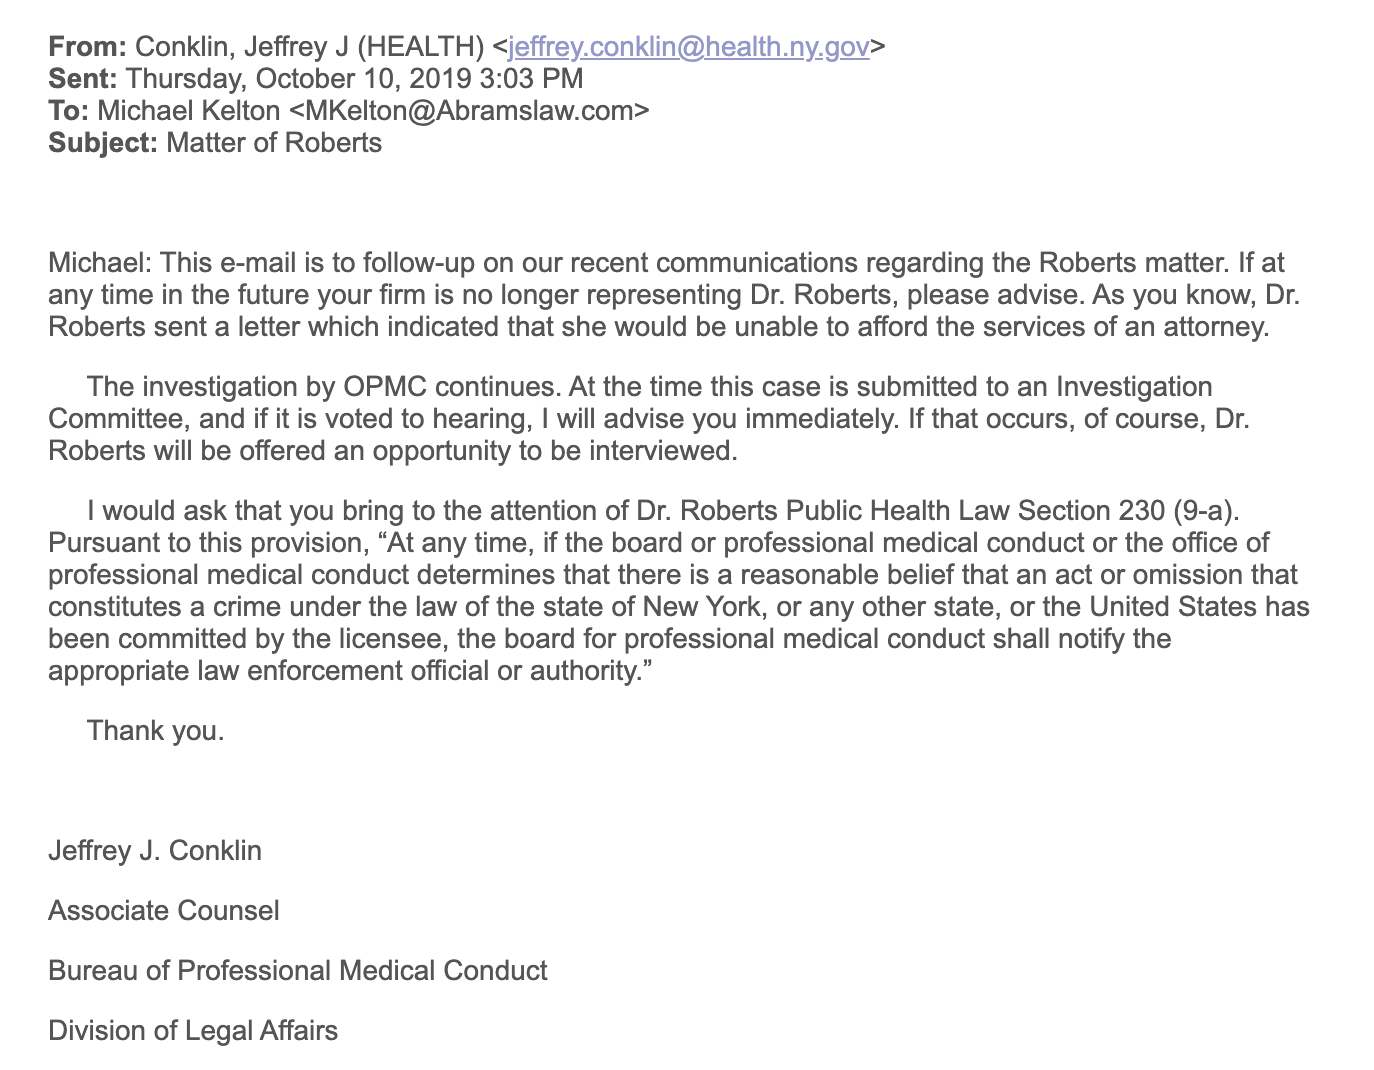 From: Conklin, Jeffrey J (HEALTH) <jeffrey.conklin@health.ny.gov>
Sent: Thursday, October 10, 2019 3:03 PM
To: Michael Kelton <MKelton@Abramslaw.com>
Subject: Matter of Roberts
Michael: This e-mail is to follow-up on our recent communications regarding the Roberts matter. If at
any time in the future your firm is no longer representing Dr. Roberts, please advise. As you know, Dr.
Roberts sent a letter which indicated that she would be unable to afford the services of an attorney.
The investigation by OPMC continues. At the time this case is submitted to an Investigation
Committee, and if it is voted to hearing, I will advise you immediately. If that occurs, of course, Dr.
Roberts will be offered an opportunity to be interviewed.
I would ask that you bring to the attention of Dr. Roberts Public Health Law Section 230 (9-a).
Pursuant to this provision, “At any time, if the board or professional medical conduct or the office of
professional medical conduct determines that there is a reasonable belief that an act or omission that
constitutes a crime under the law of the state of New York, or any other state, or the United States has
been committed by the licensee, the board for professional medical conduct shall notify the
appropriate law enforcement official or authority.”
Thank you.
Jeffrey J. Conklin
Associate Counsel
Bureau of Professional Medical Conduct
Division of Legal Affairs